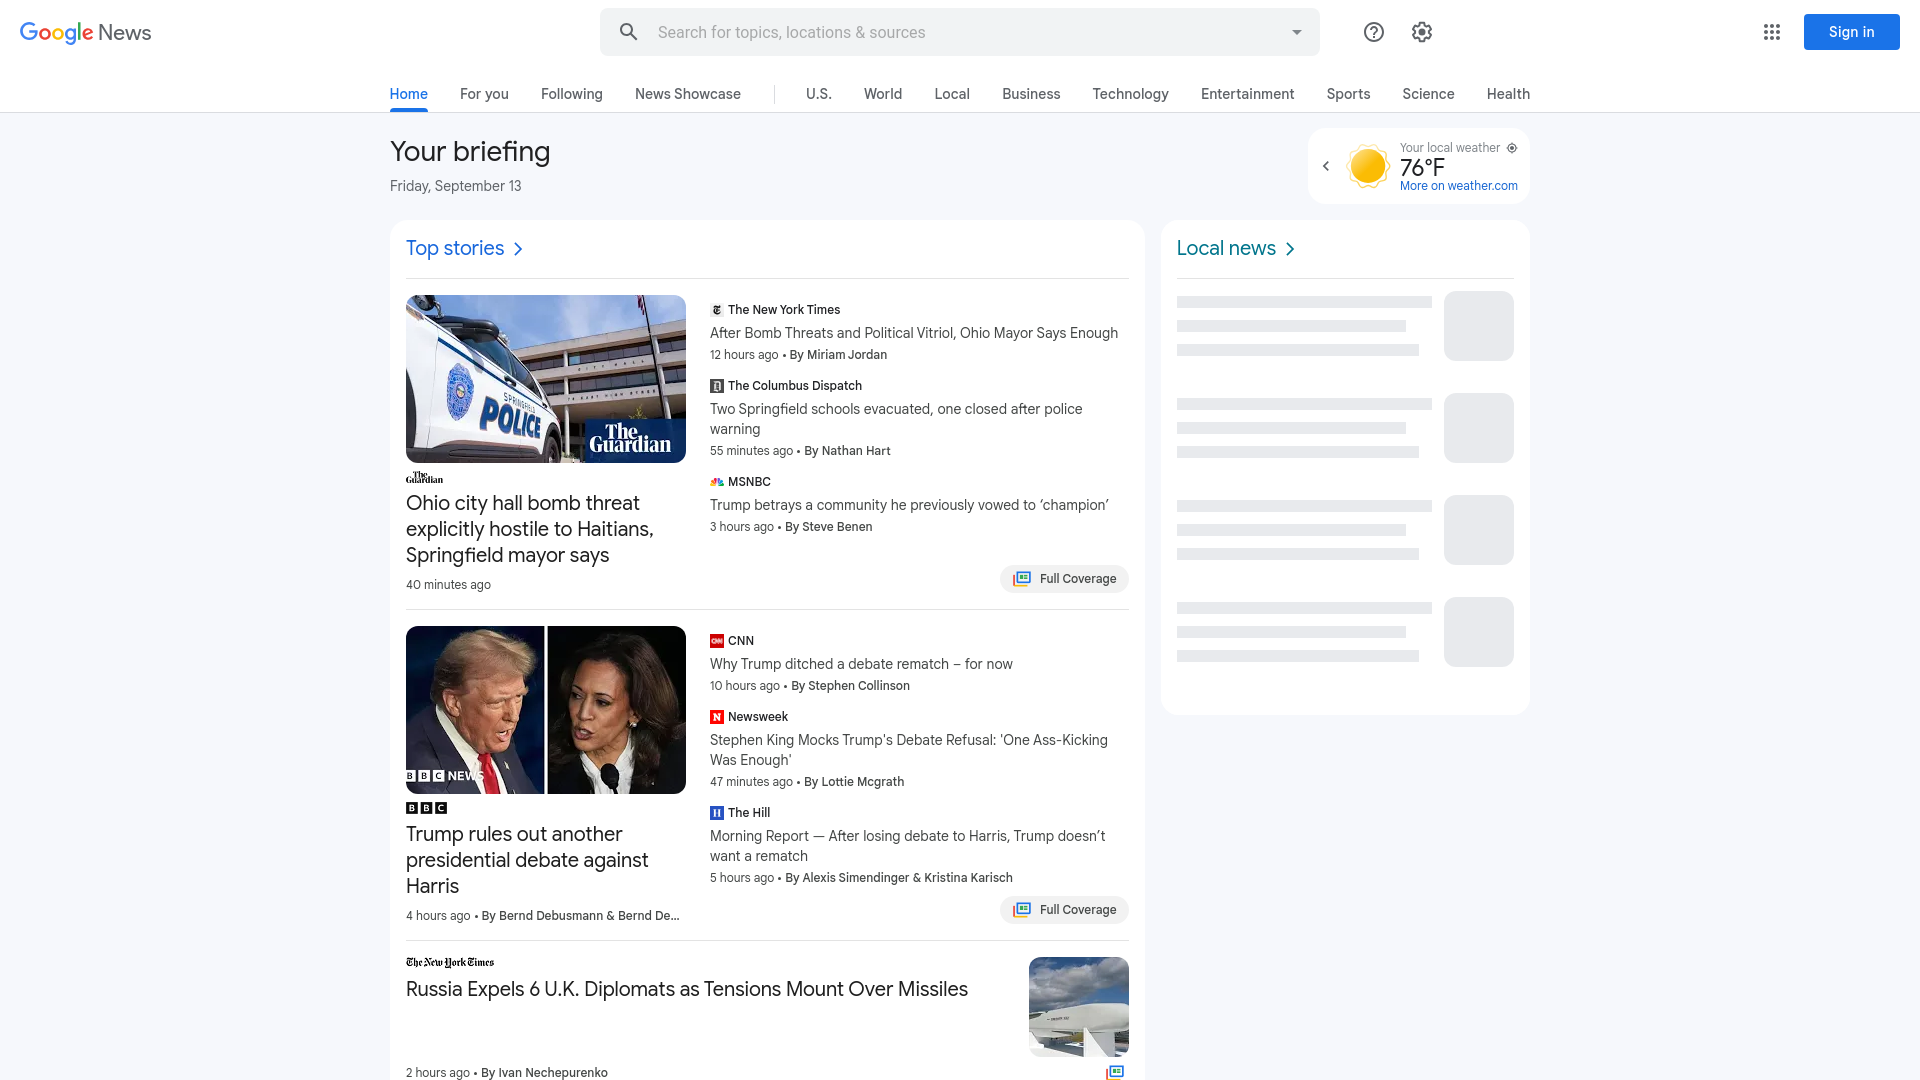 Google News
Search for topics, locations & sources
Sign in
Home
For you
Following
News Showcase
U.S.
World
Local
Business
Technology
Entertainment
Sports
Science
Health
Your briefing
Friday, September 13
Your local weather
76°F
More on weather.com
Top stories
SPRINGFIELD
POLICE
CITY HALL
The
Guardian
The
Guardian
Ohio city hall bomb threat
explicitly hostile to Haitians,
Springfield mayor says
40 minutes ago
The New York Times
After Bomb Threats and Political Vitriol, Ohio Mayor Says Enough
12 hours ago • By Miriam Jordan
The Columbus Dispatch
Two Springfield schools evacuated, one closed after police
warning
55 minutes ago • By Nathan Hart
MSNBC
Trump betrays a community he previously vowed to ‘champion’
3 hours ago • By Steve Benen
Full Coverage
BBC NEWS
BBC
Trump rules out another
presidential debate against
Harris
4 hours ago • By Bernd Debusmann & Bernd De...
CNN
Why Trump ditched a debate rematch – for now
10 hours ago • By Stephen Collinson
Newsweek
Stephen King Mocks Trump's Debate Refusal: 'One Ass-Kicking
Was Enough'
47 minutes ago • By Lottie Mcgrath
The Hill
Morning Report — After losing debate to Harris, Trump doesn’t
want a rematch
5 hours ago • By Alexis Simendinger & Kristina Karisch
Full Coverage
The New York Times
Russia Expels 6 U.K. Diplomats as Tensions Mount Over Missiles
2 hours ago • By Ivan Nechepurenko
Local news